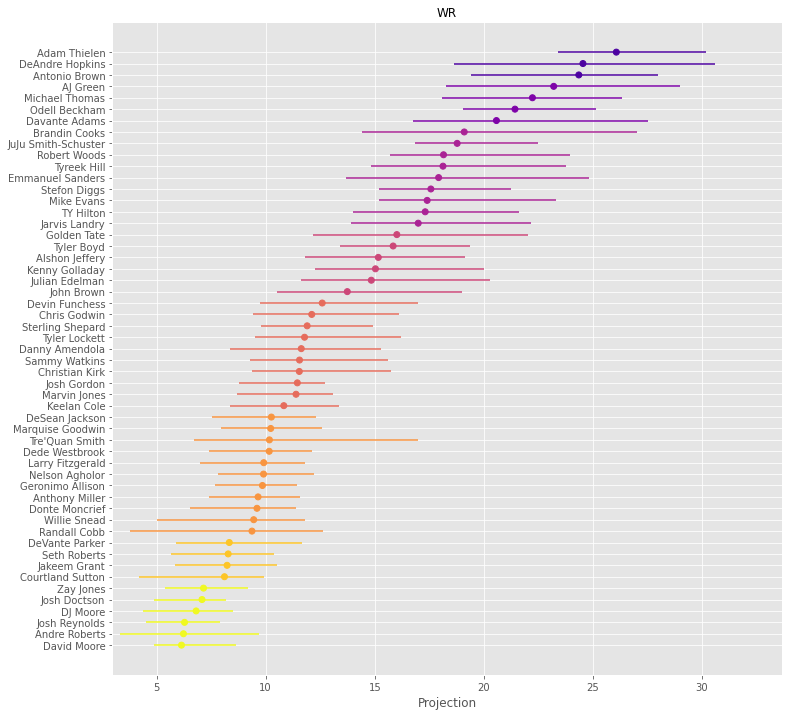 WR
Adam Thielen
DeAndre Hopkins
Antonio Brown
AJ Green
Michael Thomas
Odell Beckham
Davante Adams
Brandin Cooks
JuJu Smith-Schuster
Robert Woods
Tyreek Hill
Emmanuel Sanders
Stefon Diggs
Mike Evans
TY Hilton
Jarvis Landry
Golden Tate
Tyler Boyd
Alshon Jeffery
Kenny Golladay
Julian Edelman
John Brown
Devin Funchess
Chris Godwin
Sterling Shepard
Tyler Lockett
Danny Amendola
Sammy Watkins
Christian Kirk
Josh Gordon
Marvin Jones
Keelan Cole
DeSean Jackson
Marquise Goodwin
Tre'Quan Smith
Dede Westbrook
Larry Fitzgerald
Nelson Agholor
Geronimo Allison
Anthony Miller
Donte Moncrief
Willie Snead
Randall Cobb
DeVante Parker
Seth Roberts
Jakeem Grant
Courtland Sutton
Zay Jones
Josh Doctson
DJ Moore
Josh Reynolds
Andre Roberts
David Moore
5 10 15 20 25 30
Projection